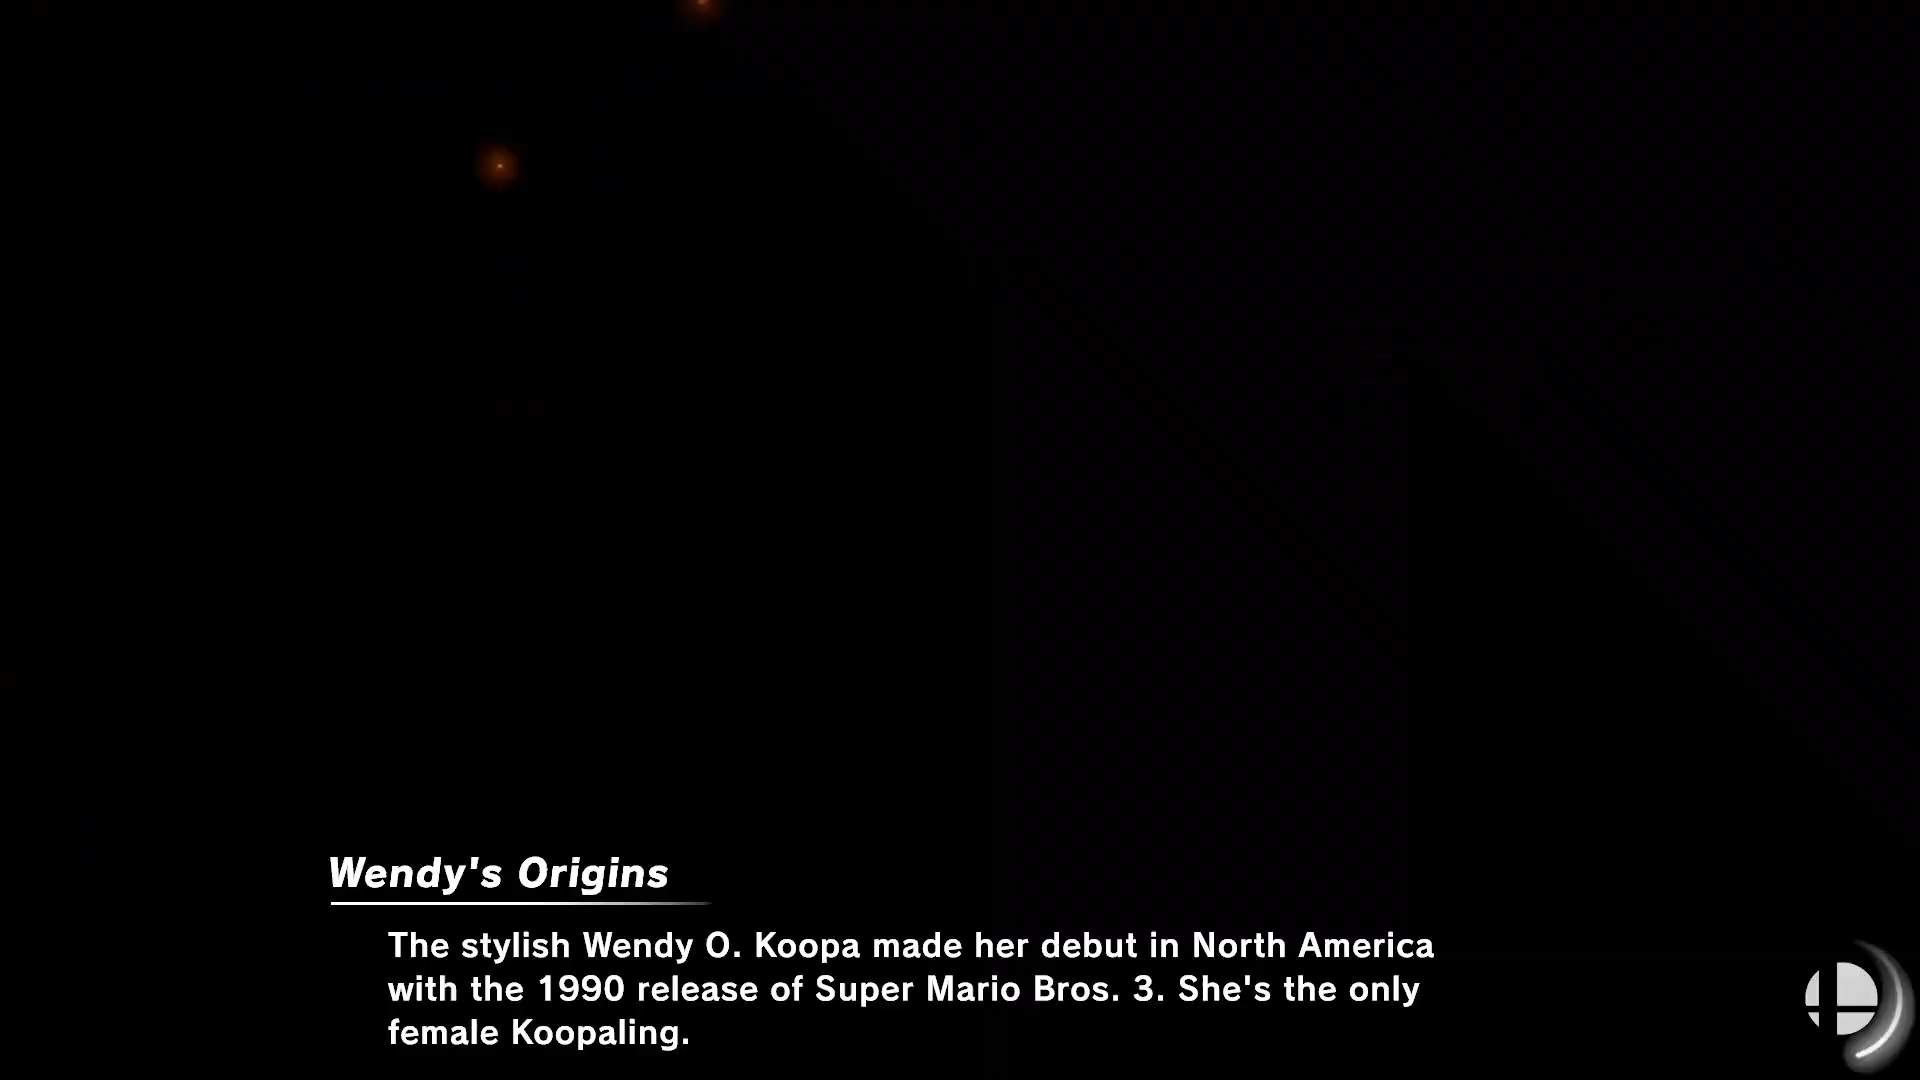 Wendy's Origins
The stylish Wendy O. Koopa made her debut in North America
with the 1990 release of Super Mario Bros. 3. She's the only
female Koopaling.